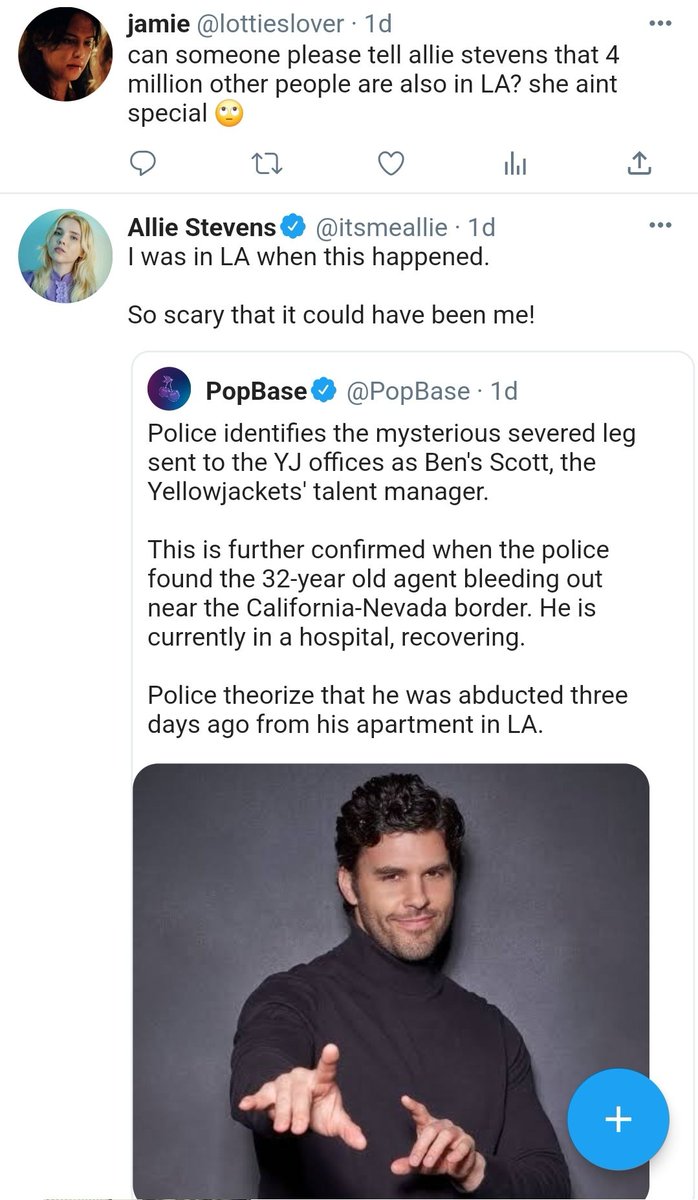 jamie @lottieslover · 1d
can someone please tell allie stevens that 4
million other people are also in LA? she aint
special 🙄
Allie Stevens @itsmeallie · 1d
I was in LA when this happened.
So scary that it could have been me!
PopBase @PopBase · 1d
Police identifies the mysterious severed leg
sent to the YJ offices as Ben's Scott, the
Yellowjackets' talent manager.
This is further confirmed when the police
found the 32-year old agent bleeding out
near the California-Nevada border. He is
currently in a hospital, recovering.
Police theorize that he was abducted three
days ago from his apartment in LA.